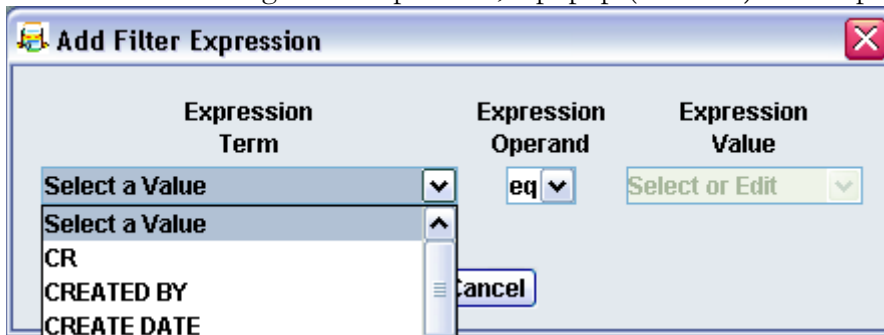 Add Filter Expression
Expression Expression Expression
Term Operand Value
Select a Value eq Select or Edit
Select a Value
CR
CREATED BY
Cancel
CREATE DATE